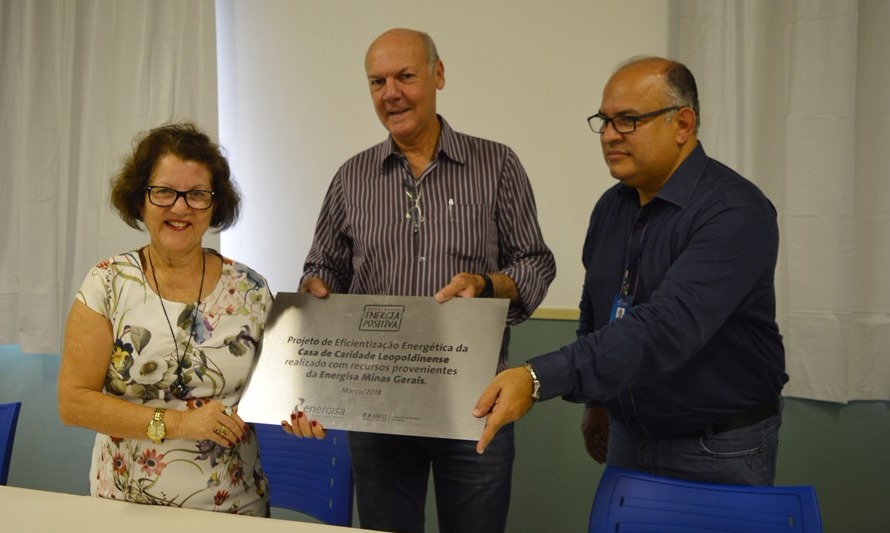 ENERGIA
POSITIVA
Projeto de Eficientização Energética da
Casa de Caridade Leopoldinense
realizado com recursos provenientes
da Energisa Minas Gerais.
Março/2018
energisa
ANEEL